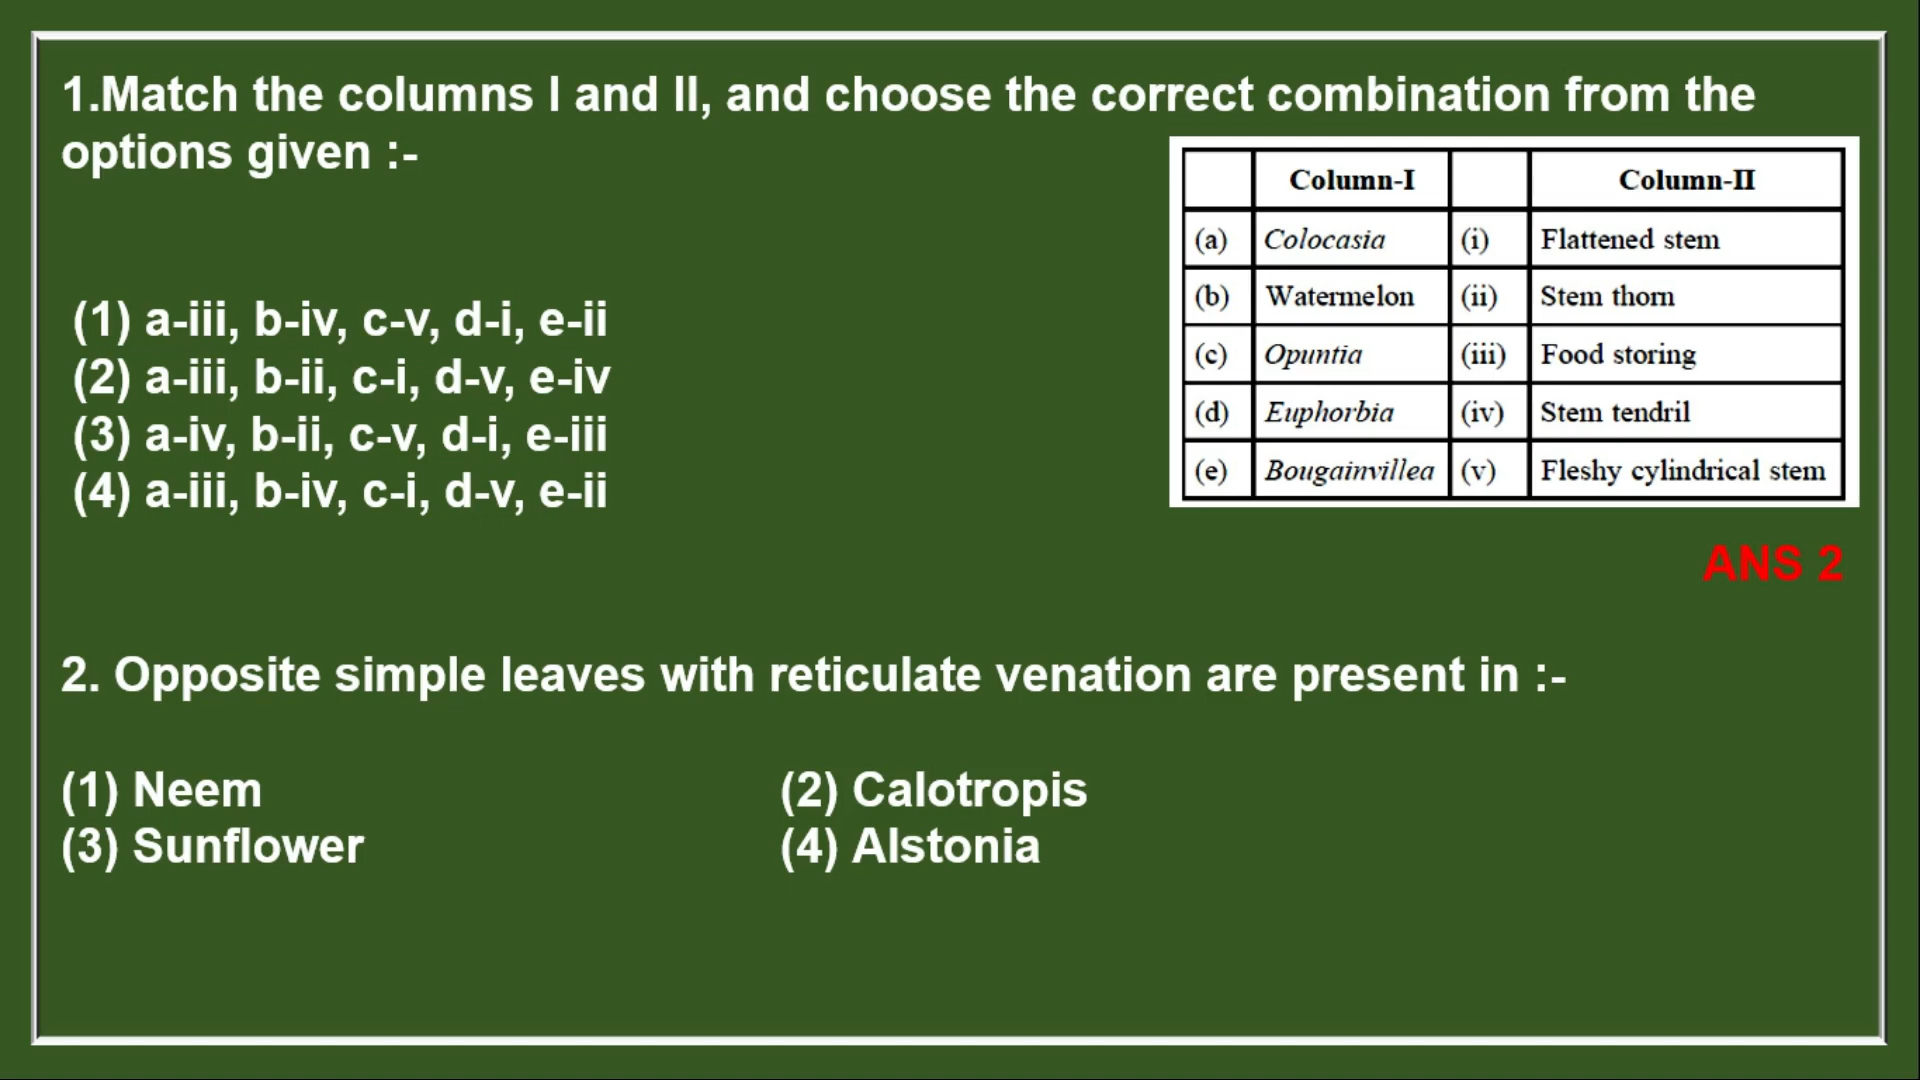 1.Match the columns I and II, and choose the correct combination from the
options given :-
Column-I Column-II
(a) Colocasia (i) Flattened stem
(b) Watermelon (ii) Stem thorn
(c) Opuntia (iii) Food storing
(d) Euphorbia (iv) Stem tendril
(e) Bougainvillea (v) Fleshy cylindrical stem
(1) a-iii, b-iv, c-v, d-i, e-ii
(2) a-iii, b-ii, c-i, d-v, e-iv
(3) a-iv, b-ii, c-v, d-i, e-iii
(4) a-iii, b-iv, c-i, d-v, e-ii
ANS 2
2. Opposite simple leaves with reticulate venation are present in :-
(1) Neem (2) Calotropis
(3) Sunflower (4) Alstonia